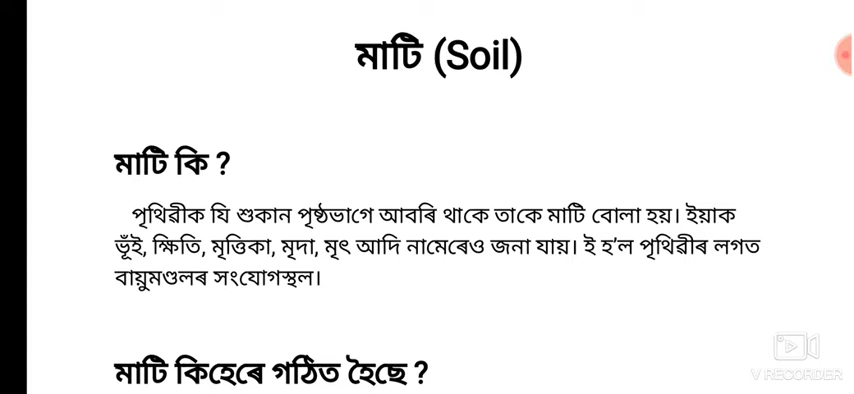 মাটি (Soil)
মাটি কি ?
পৃথিৱীক যি শুকান পৃষ্ঠভাগে আবৰি থাকে তাকে মাটি বোলা হয়। ইয়াক
ভূঁই, ক্ষিতি, মৃত্তিকা, মৃদা, মৃৎ আদি নামেৰেও জনা যায়। ই হ'ল পৃথিৱীৰ লগত
বায়ুমণ্ডলৰ সংযোগস্থল।
মাটি কিহেৰে গঠিত হৈছে ?
V RECORDER